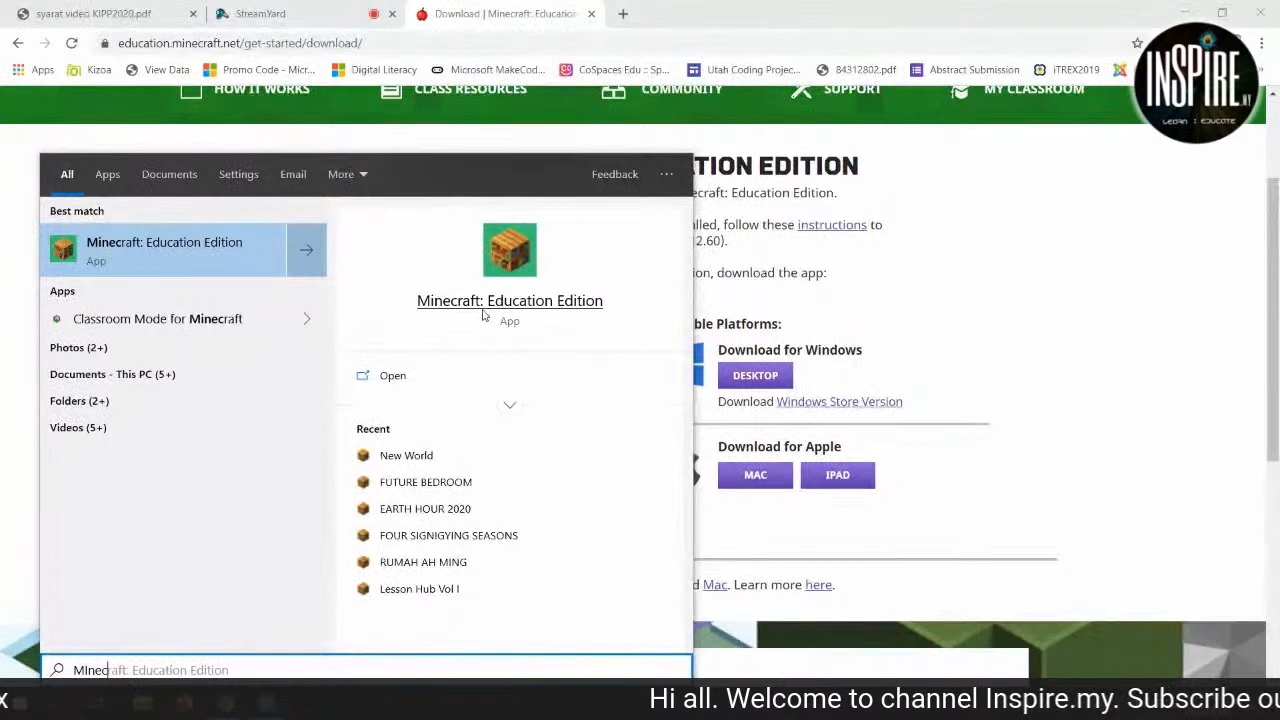 syarat video KIPP2020.pdf
StreamYard
Download | Minecraft: Education
education.minecraft.net/get-started/download/
Apps
Kizoa
View Data
Promo Code - Micr...
Digital Literacy
Microsoft MakeCod...
CoSpaces Edu :: Sp...
Utah Coding Projec...
84312802.pdf
Abstract Submission
iTREX2019
INSPIRE.MY
LEARN : EDUCATE
HOW IT WORKS
CLASS RESOURCES
COMMUNITY
SUPPORT
MY CLASSROOM
All
Apps
Documents
Settings
Email
More
Feedback
...
Best match
Minecraft: Education Edition
App
Apps
Classroom Mode for Minecraft
Photos (2+)
Documents - This PC (5+)
Folders (2+)
Videos (5+)
Minecraft: Education Edition
App
Open
Recent
New World
FUTURE BEDROOM
EARTH HOUR 2020
FOUR SIGNIGYING SEASONS
RUMAH AH MING
Lesson Hub Vol I
MInecraft: Education Edition
TION EDITION
ecraft: Education Edition.
lled, follow these instructions to
2.60).
ion, download the app:
ble Platforms:
Download for Windows
DESKTOP
Download Windows Store Version
Download for Apple
MAC
IPAD
d Mac. Learn more here.
x
Hi all. Welcome to channel Inspire.my. Subscribe ou